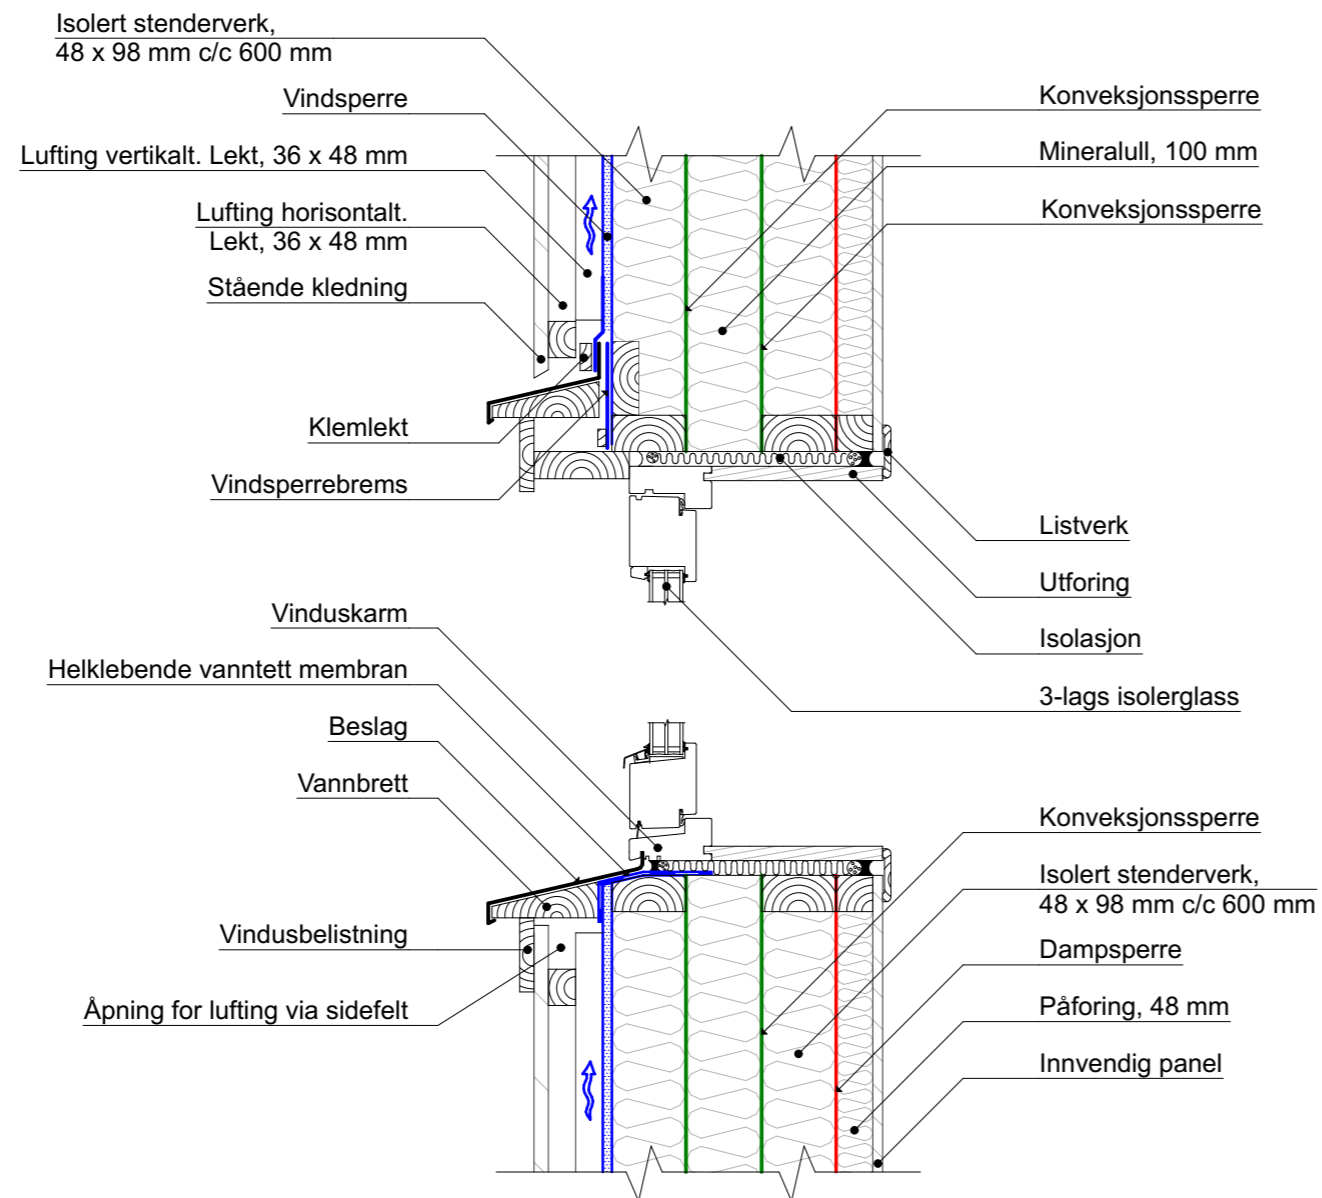 Isolert stenderverk,
48 x 98 mm c/c 600 mm
Vindsperre
Lufting vertikalt. Lekt, 36 x 48 mm
Lufting horisontalt.
Lekt, 36 x 48 mm
Stående kledning
Klemlekt
Vindsperrebrems
Konveksjonssperre
Mineralull, 100 mm
Konveksjonssperre
Listverk
Utforing
Isolasjon
3-lags isolerglass
Vinduskarm
Helklebende vanntett membran
Beslag
Vannbrett
Vindusbelistning
Åpning for lufting via sidefelt
Konveksjonssperre
Isolert stenderverk,
48 x 98 mm c/c 600 mm
Dampsperre
Påforing, 48 mm
Innvendig panel